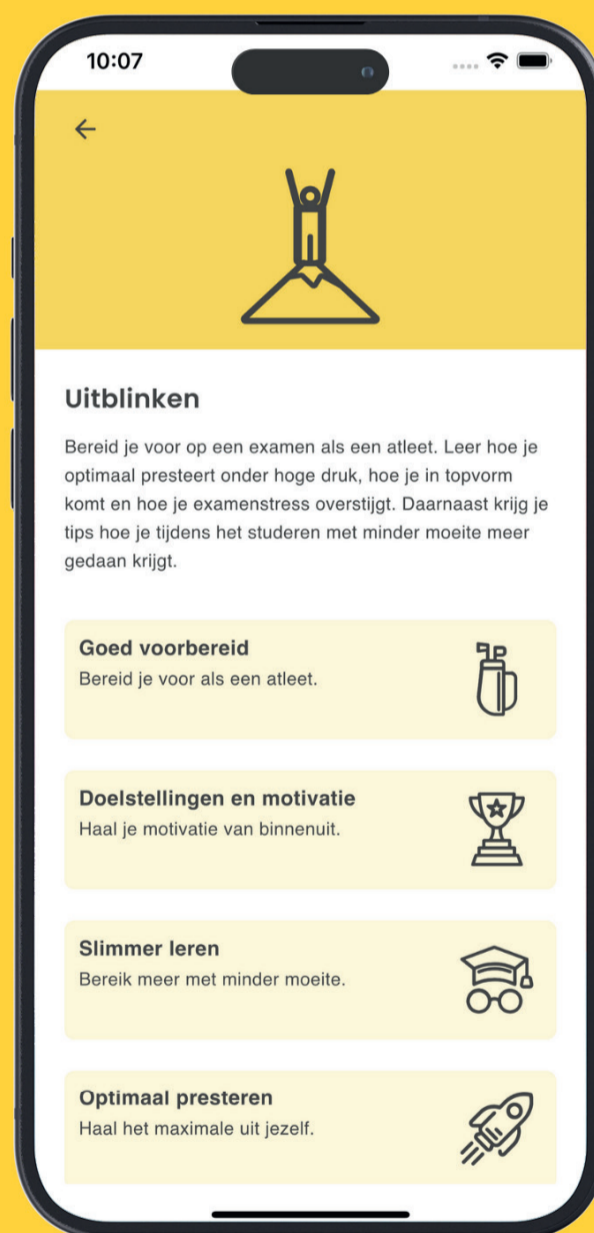 10:07
Uitblinken
Bereid je voor op een examen als een atleet. Leer hoe je
optimaal presteert onder hoge druk, hoe je in topvorm
komt en hoe je examenstress overstijgt. Daarnaast krijg je
tips hoe je tijdens het studeren met minder moeite meer
gedaan krijgt.
Goed voorbereid
Bereid je voor als een atleet.
Doelstellingen en motivatie
Haal je motivatie van binnenuit.
Slimmer leren
Bereik meer met minder moeite.
Optimaal presteren
Haal het maximale uit jezelf.